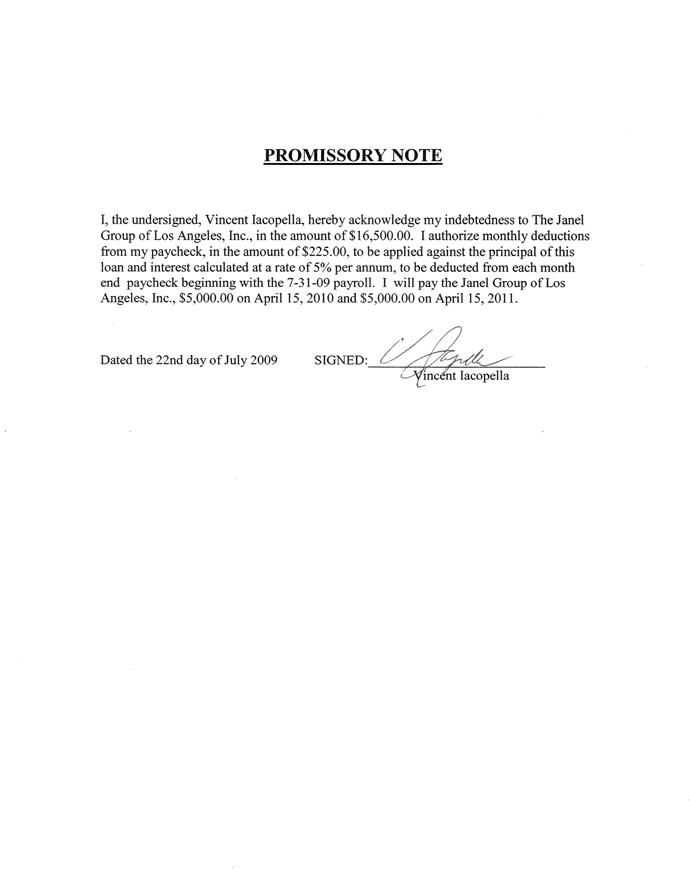 PROMISSORY NOTE
I, the undersigned, Vincent Iacopella, hereby acknowledge my indebtedness to The Janel
Group of Los Angeles, Inc., in the amount of $16,500.00.  I authorize monthly deductions
from my paycheck, in the amount of $225.00, to be applied against the principal of this
loan and interest calculated at a rate of 5% per annum, to be deducted from each month
end  paycheck beginning with the 7-31-09 payroll.  I  will pay the Janel Group of Los
Angeles, Inc., $5,000.00 on April 15, 2010 and $5,000.00 on April 15, 2011.
Dated the 22nd day of July 2009 SIGNED:
Vincent Iacopella